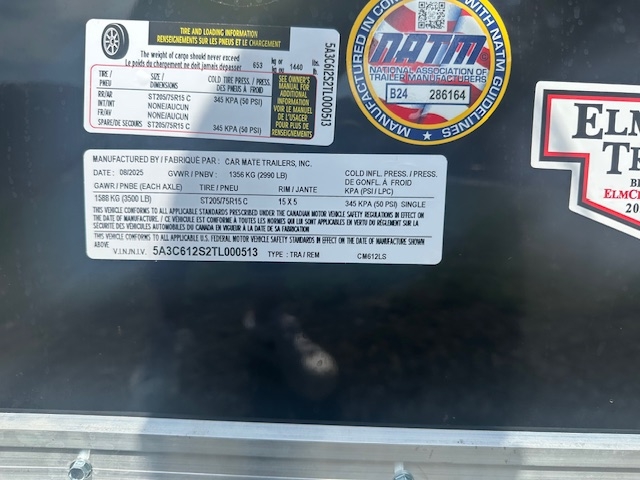 TIRE AND LOADING INFORMATION
RENSEIGNEMENTS SUR LES PNEUS ET LE CHARGEMENT
The weight of cargo should never exceed
Le poids du chargement ne doit jamais dépasser 653 kg or 1440 lbs.
TIRE / SIZE / COLD TIRE PRESS. / PRESS
PNEU DIMENSIONS DES PNEUS À FROID
RR/AR ST205/75R15 C 345 KPA (50 PSI)
INT/INT NONE/AUCUN
FR/AV NONE/AUCUN
SPARE/DE SECOURS ST205/75R15 C 345 KPA (50 PSI)
SEE OWNER'S
MANUAL FOR
ADDITIONAL
INFORMATION
VOIR LE MANUEL
DE L'USAGER
POUR PLUS DE
RENSEIGNEMENTS
5A3C612S2TL000513
MANUFACTURED IN COMPLIANCE WITH NATM GUIDELINES
NATM
NATIONAL ASSOCIATION OF
TRAILER MANUFACTURERS
B24 286164
MANUFACTURED BY / FABRIQUÉ PAR : CAR MATE TRAILERS, INC.
DATE : 08/2025 GVWR / PNBV : 1356 KG (2990 LB) COLD INFL. PRESS. / PRESS.
DE GONFL. À FROID
GAWR / PNBE (EACH AXLE) TIRE / PNEU RIM / JANTE KPA (PSI / LPC)
1588 KG (3500 LB) ST205/75R15 C 15 X 5 345 KPA (50 PSI) SINGLE
THIS VEHICLE CONFORMS TO ALL APPLICABLE STANDARDS PRESCRIBED UNDER THE CANADIAN MOTOR VEHICLE SAFETY REGULATIONS IN EFFECT ON
THE DATE OF MANUFACTURE / CE VÉHICULE EST CONFORME À TOUTES LES NORMES QUI LUI SONT APPLICABLES EN VERTU DU RÈGLEMENT SUR LA
SÉCURITÉ DES VÉHICULES AUTOMOBILES DU CANADA EN VIGUEUR À LA DATE DE SA FABRICATION
THIS VEHICLE CONFORMS TO ALL APPLICABLE U.S. FEDERAL MOTOR VEHICLE SAFETY STANDARDS IN EFFECT ON THE DATE OF MANUFACTURE SHOWN
ABOVE.
V.I.N./N.I.V. 5A3C612S2TL000513 TYPE : TRA / REM CM612LS
ELM